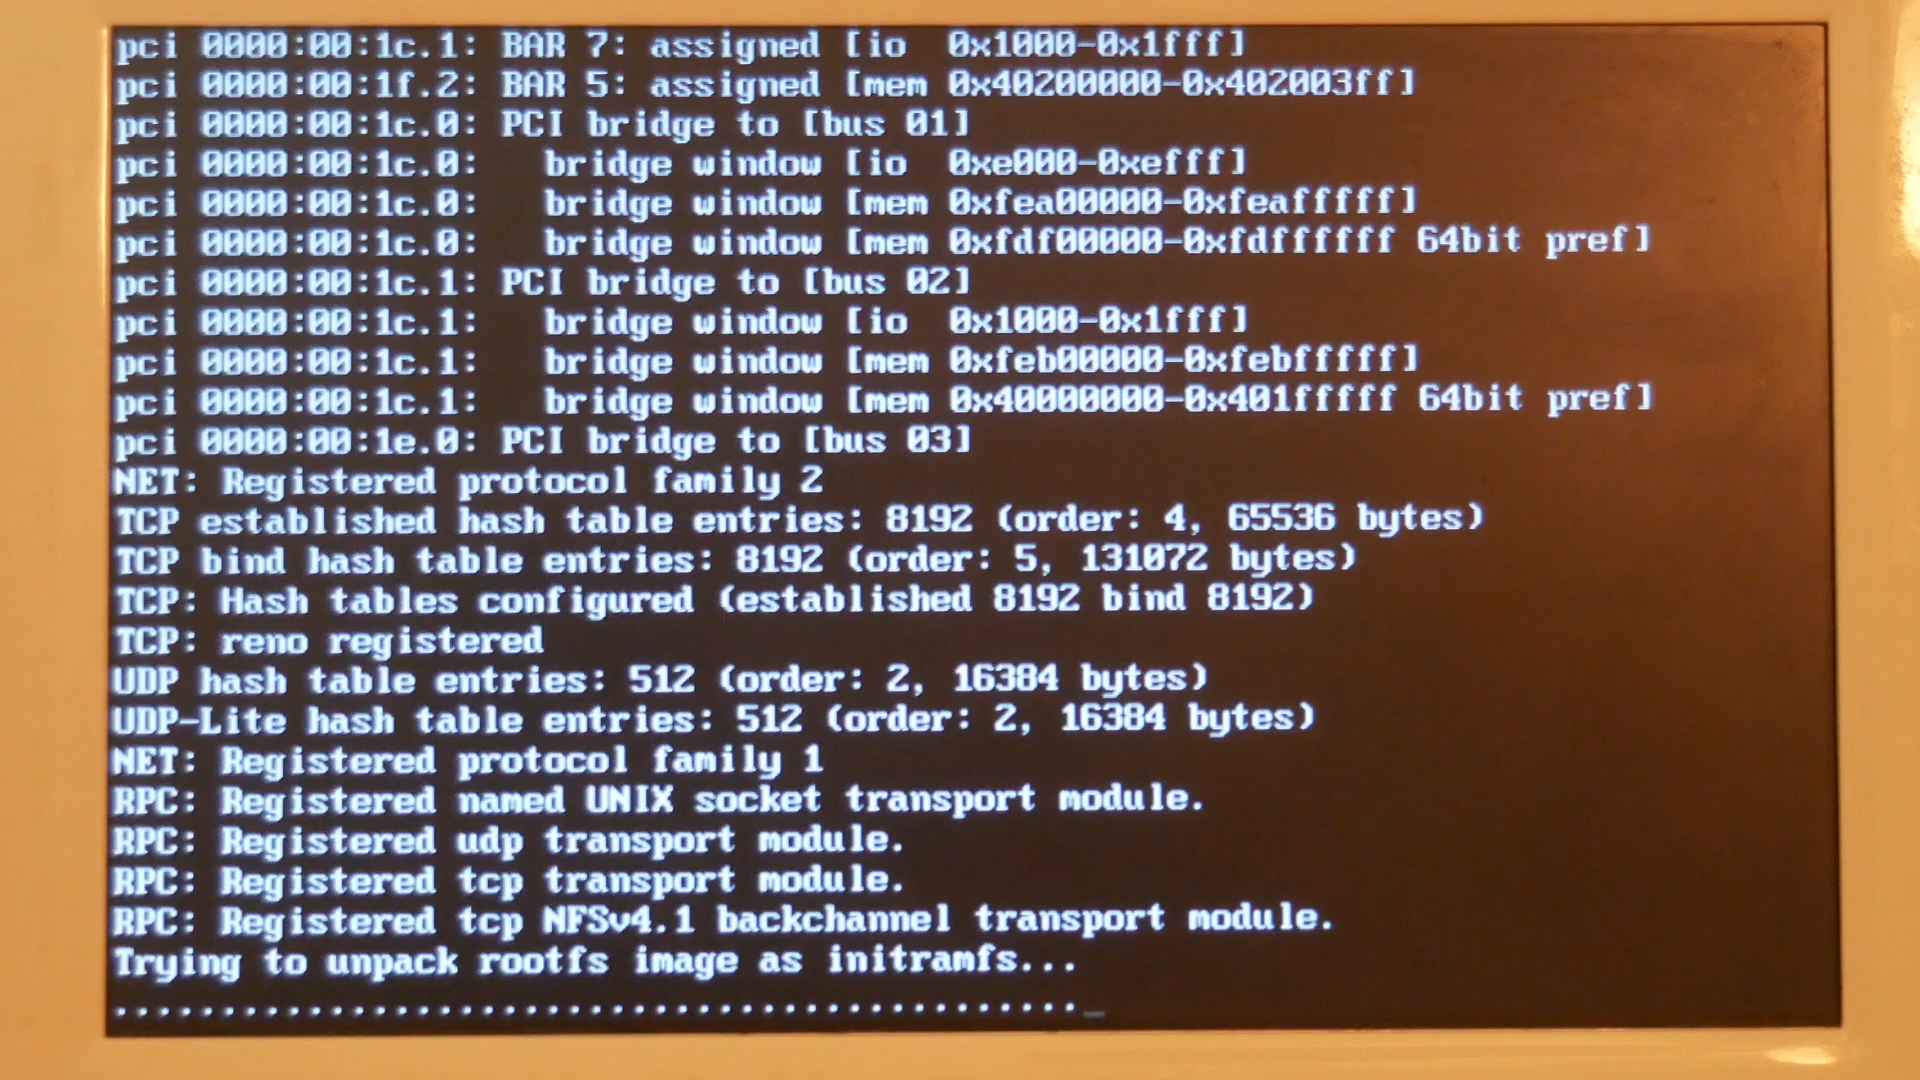 pci 0000:00:1c.1: BAR 7: assigned [io  0x1000-0x1fff]
pci 0000:00:1f.2: BAR 5: assigned [mem 0x40200000-0x402003ff]
pci 0000:00:1c.0: PCI bridge to [bus 01]
pci 0000:00:1c.0:   bridge window [io  0xe000-0xefff]
pci 0000:00:1c.0:   bridge window [mem 0xfea00000-0xfeafffff]
pci 0000:00:1c.0:   bridge window [mem 0xfdf00000-0xfdffffff 64bit pref]
pci 0000:00:1c.1: PCI bridge to [bus 02]
pci 0000:00:1c.1:   bridge window [io  0x1000-0x1fff]
pci 0000:00:1c.1:   bridge window [mem 0xfeb00000-0xfebfffff]
pci 0000:00:1c.1:   bridge window [mem 0x40000000-0x401fffff 64bit pref]
pci 0000:00:1e.0: PCI bridge to [bus 03]
NET: Registered protocol family 2
TCP established hash table entries: 8192 (order: 4, 65536 bytes)
TCP bind hash table entries: 8192 (order: 5, 131072 bytes)
TCP: Hash tables configured (established 8192 bind 8192)
TCP: reno registered
UDP hash table entries: 512 (order: 2, 16384 bytes)
UDP-Lite hash table entries: 512 (order: 2, 16384 bytes)
NET: Registered protocol family 1
RPC: Registered named UNIX socket transport module.
RPC: Registered udp transport module.
RPC: Registered tcp transport module.
RPC: Registered tcp NFSv4.1 backchannel transport module.
Trying to unpack rootfs image as initramfs...
............................................._